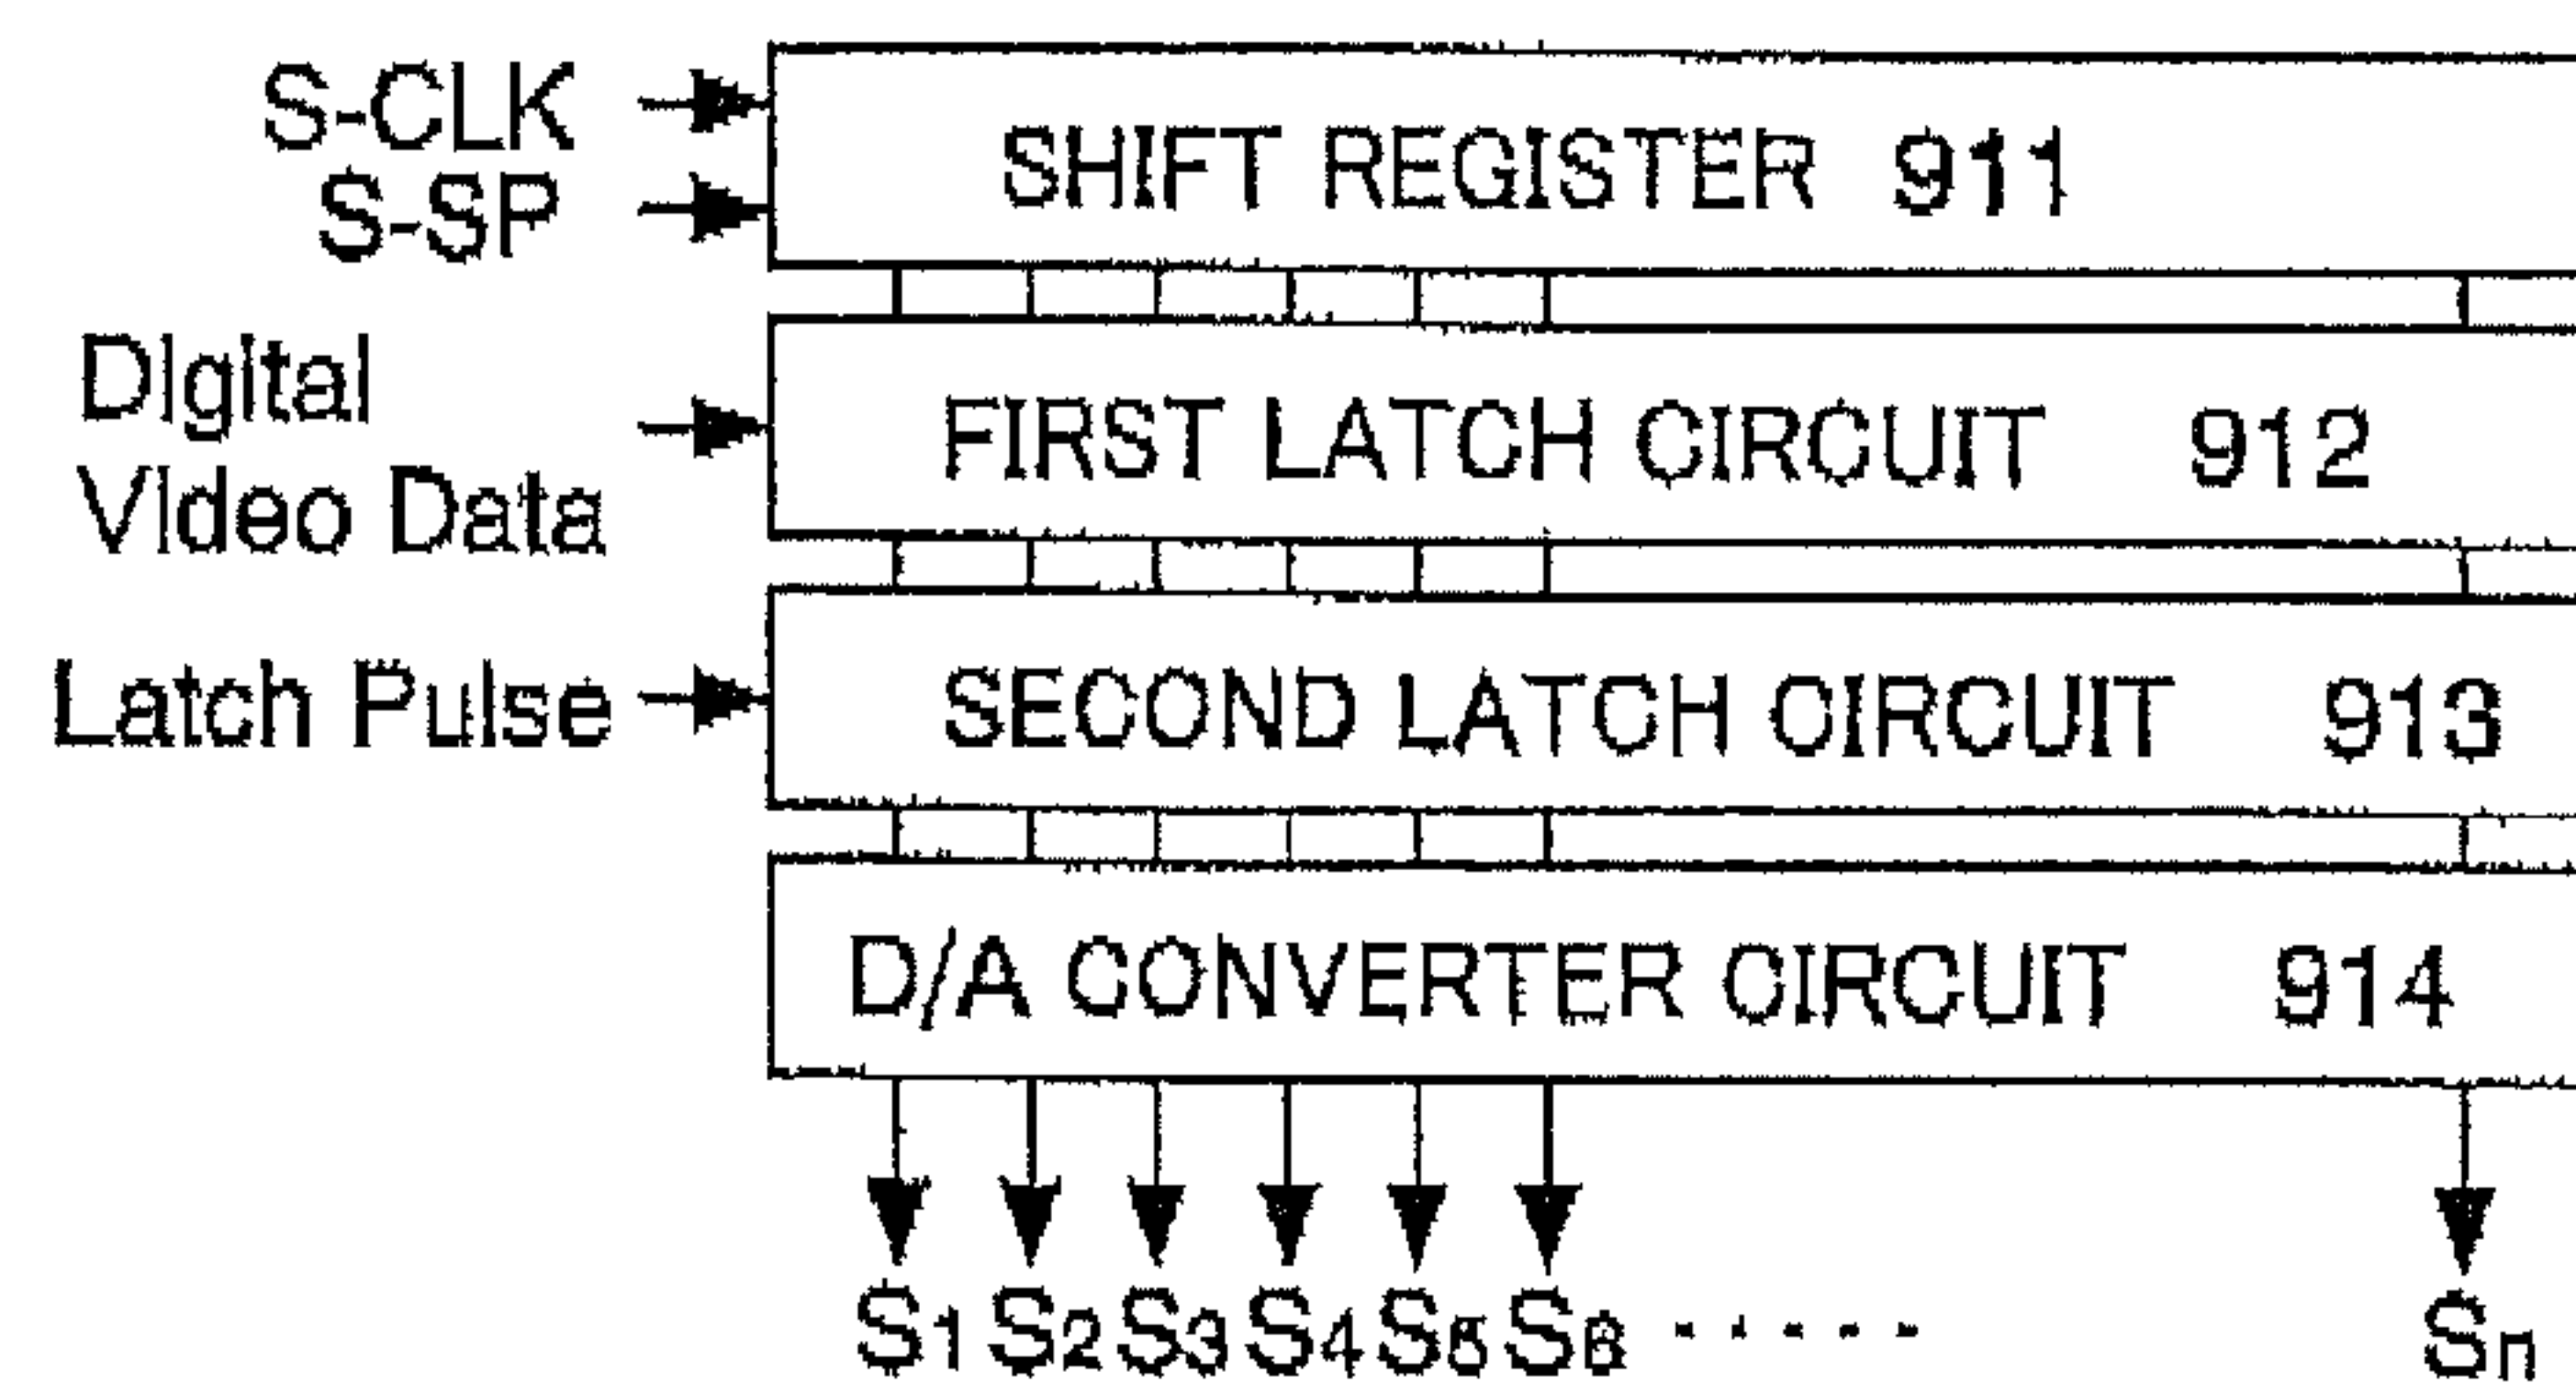 S-CLK
S-SP
SHIFT REGISTER 911
Digital
Video Data
FIRST LATCH CIRCUIT 912
Latch Pulse
SECOND LATCH CIRCUIT 913
D/A CONVERTER CIRCUIT 914
S1 S2 S3 S4 S5 S6 ····· Sn